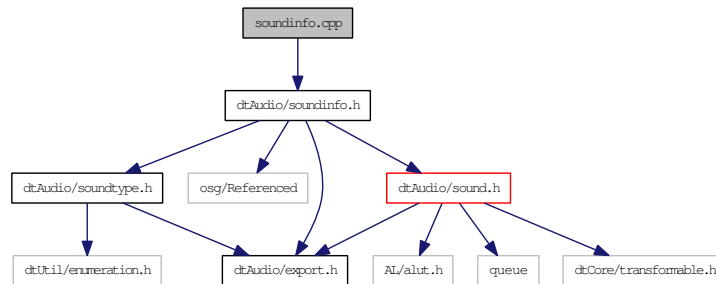 soundinfo.cpp
dtAudio/soundinfo.h
dtAudio/soundtype.h
osg/Referenced
dtAudio/sound.h
dtUtil/enumeration.h
dtAudio/export.h
AL/alut.h
queue
dtCore/transformable.h